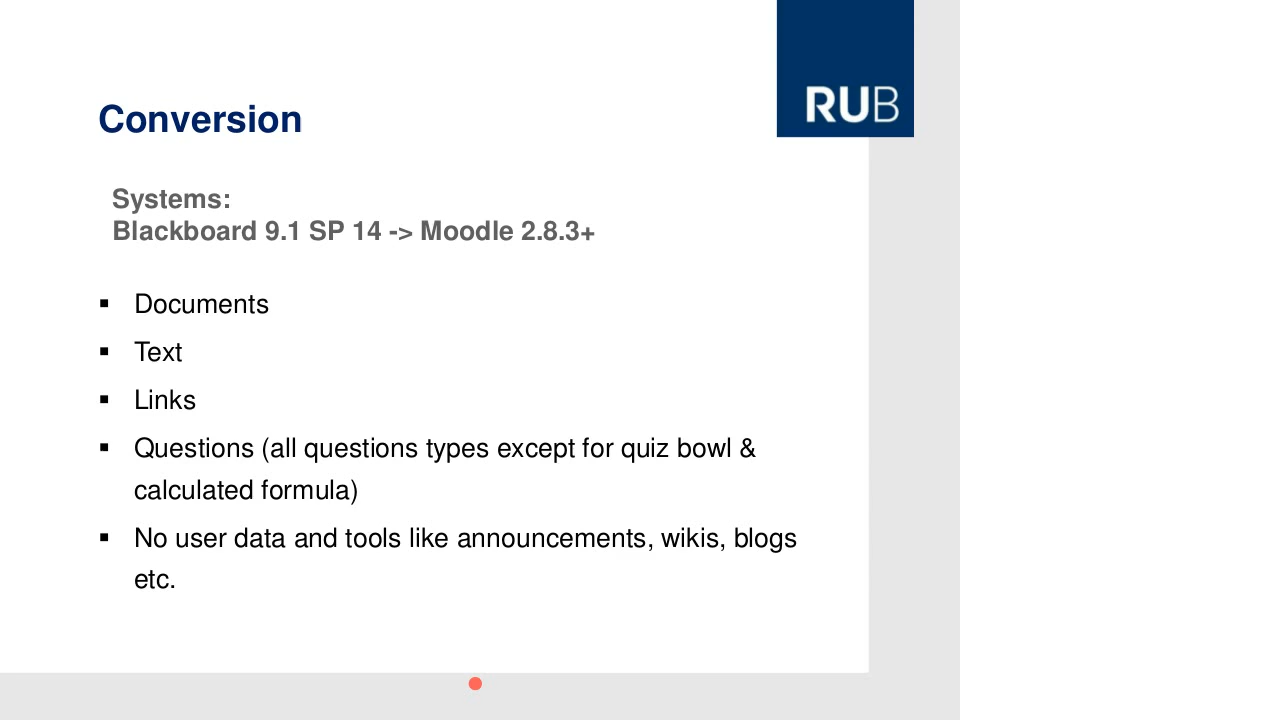 RUB
Conversion
Systems:
Blackboard 9.1 SP 14 -> Moodle 2.8.3+
▪ Documents
▪ Text
▪ Links
▪ Questions (all questions types except for quiz bowl &
calculated formula)
▪ No user data and tools like announcements, wikis, blogs
etc.